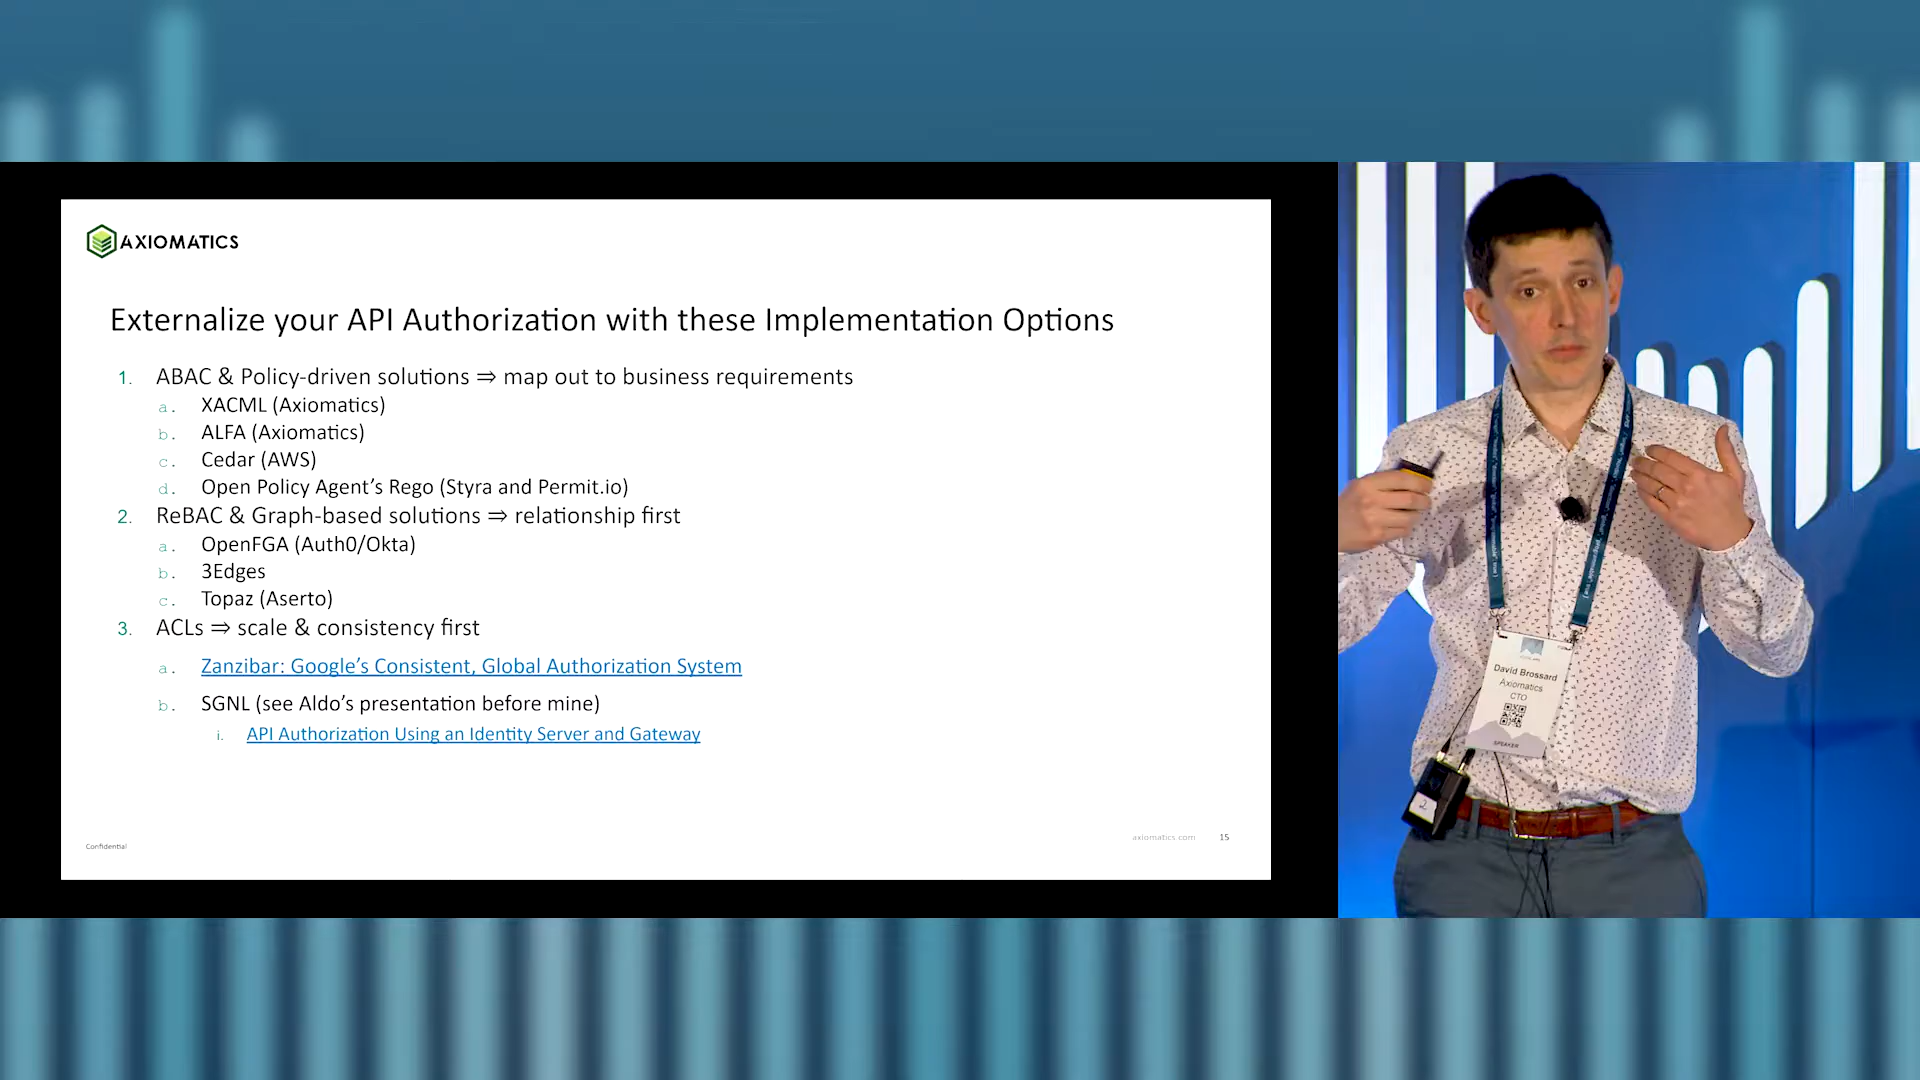 AXIOMATICS
Externalize your API Authorization with these Implementation Options
1. ABAC & Policy-driven solutions ⇒ map out to business requirements
a. XACML (Axiomatics)
b. ALFA (Axiomatics)
c. Cedar (AWS)
d. Open Policy Agent’s Rego (Styra and Permit.io)
2. ReBAC & Graph-based solutions ⇒ relationship first
a. OpenFGA (Auth0/Okta)
b. 3Edges
c. Topaz (Aserto)
3. ACLs ⇒ scale & consistency first
a. Zanzibar: Google’s Consistent, Global Authorization System
b. SGNL (see Aldo’s presentation before mine)
i. API Authorization Using an Identity Server and Gateway
Confidential
axiomatics.com 15
David Brossard
Axiomatics
CTO
SPEAKER
2